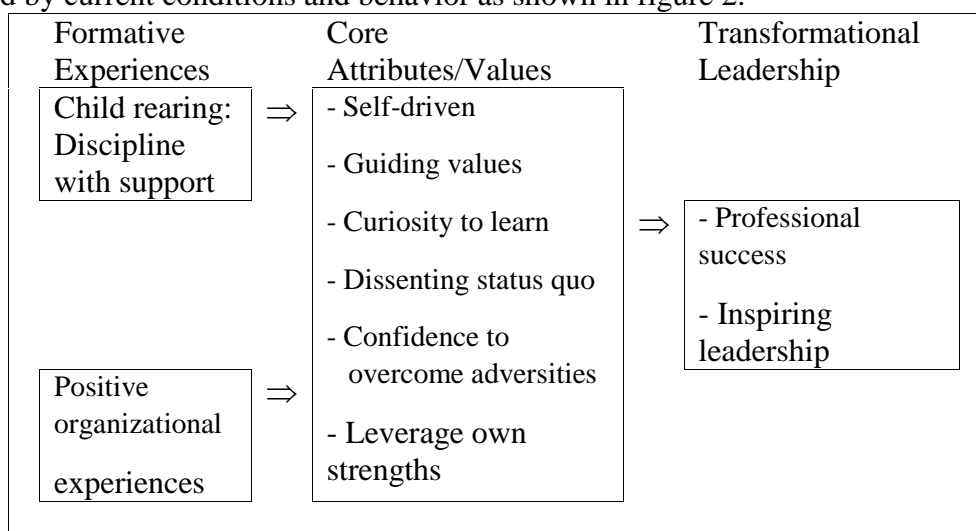 ed by current conditions and behavior as shown in figure 2.
Formative
Experiences
Core
Attributes/Values
Transformational
Leadership
Child rearing:
Discipline
with support
⇒
- Self-driven
- Guiding values
- Curiosity to learn
- Dissenting status quo
- Confidence to
overcome adversities
- Leverage own
strengths
Positive
organizational
experiences
⇒
⇒
- Professional
success
- Inspiring
leadership